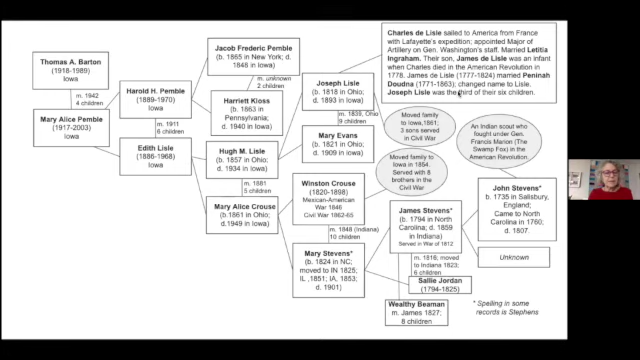 Thomas A. Barton
(1918-1989)
Iowa
m. 1942
4 children
Mary Alice Pemble
(1917-2003)
Iowa
Harold H. Pemble
(1889-1970)
Iowa
m. 1911
6 children
Edith Lisle
(1886-1968)
Iowa
Jacob Frederic Pemble
(b. 1865 in New York; d.
1848 in Iowa)
m. unknown
2 children
Harriett Kloss
(b. 1863 in
Pennsylvania;
d. 1940 in Iowa)
Hugh M. Lisle
(b. 1857 in Ohio;
d. 1934 in Iowa)
m. 1881
5 children
Mary Alice Crouse
(b.1861 in Ohio;
d.1949 in Iowa)
Joseph Lisle
(b. 1818 in Ohio;
d. 1893 in Iowa)
m. 1839, Ohio
9 children
Mary Evans
(b. 1821 in Ohio;
d. 1909 in Iowa)
Winston Crouse
(1820-1898)
Mexican-American
War 1846
Civil War 1862-65
m. 1848 (Indiana)
10 children
Mary Stevens*
(b. 1824 in NC;
moved to IN 1825;
IL ,1851; IA, 1853;
d. 1901)
Charles de Lisle sailed to America from France
with Lafayette's expedition; appointed Major of
Artillery on Gen. Washington's staff. Married Letitia
Ingraham. Their son, James de Lisle was an infant
when Charles died in the American Revolution in
1778. James de Lisle (1777-1824) married Peninah
Doudna (1771-1863); changed name to Lisle.
Joseph Lisle was the third of their six children.
Moved family
to Iowa,1861;
3 sons served
in Civil War
Moved family to
Iowa in 1854.
Served with 8
brothers in the
Civil War
An Indian scout who
fought under Gen.
Francis Marion (The
Swamp Fox) in the
American Revolution.
James Stevens*
(b. 1794 in North
Carolina; d. 1859
in Indiana)
Served in War of 1812
m. 1816; moved
to Indiana 1823;
6 children
Sallie Jordan
(1794-1825)
Wealthy Beaman
m. James 1827;
8 children
John Stevens*
b. 1735 in Salisbury,
England;
Came to North
Carolina in 1760;
d. 1807.
Unknown
* Spelling in some
records is Stephens